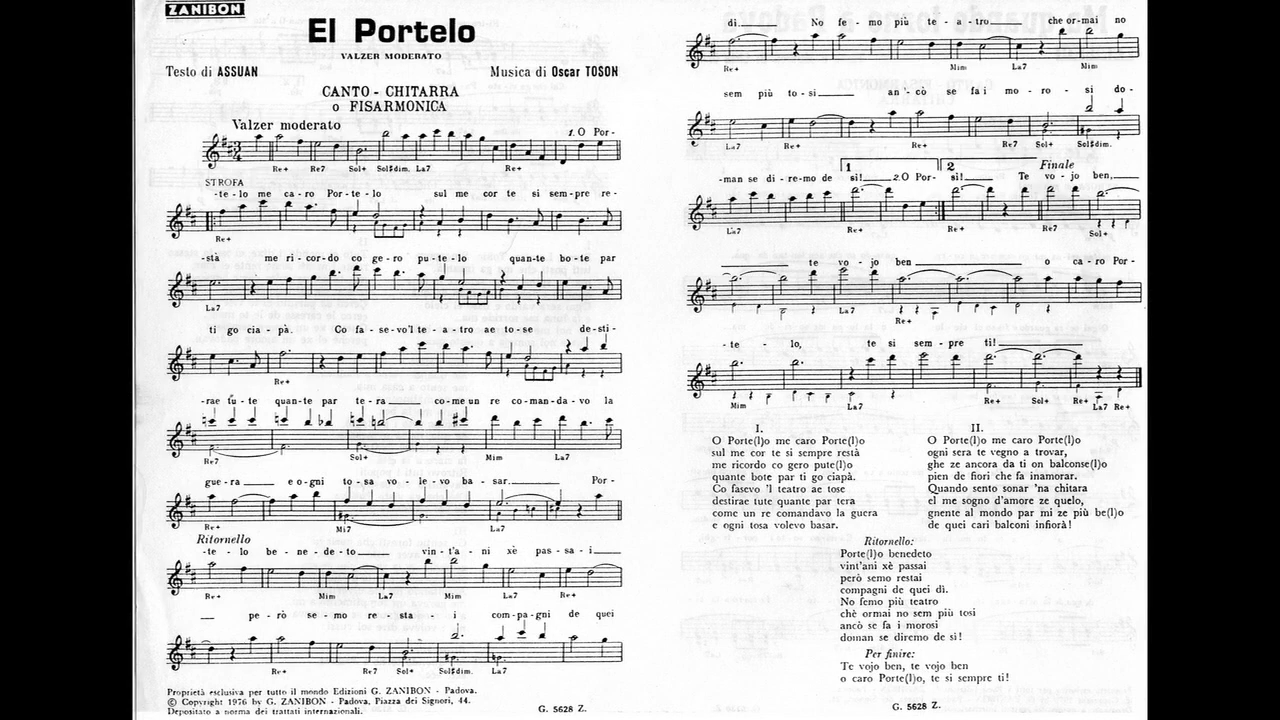 ZANIBON
El Portelo
VALZER MODERATO
Testo di ASSUAN
Musica di Oscar TOSON
CANTO - CHITARRA
o FISARMONICA
Valzer moderato
1. O Por-
Re+ Re7 Sol+ Sol♯dim. La7 Re+
STROFA
-te-lo me ca-ro Por-te-lo sul me cor te si sem-pre re-
Re+
-stà me ri-cor-do co ge-ro pu-te-lo quan-te bo-te par
La7
ti go cia-pà. Co fa-se-vo'l te-a-tro ae to-se de-sti-
Re+
-rae tu-te quan-te par te-ra co-me un re co-man-da-vo la
Re7 Sol+ Mim La7
gue-ra e o-gni to-sa vo-le-vo ba-sar. Por-
Re+ Mi7 La7
Ritornello
-te-lo be-ne-de-to vin-t'a-ni xè pas-sa-i
Re+ Mim La7 Mim La7 Re+
pe-rò se-mo re-sta-i com-pa-gni de quei
Re+ Re7 Sol+ Sol♯dim. La7
Proprietà esclusiva per tutto il mondo Edizioni G. ZANIBON - Padova.
© Copyright 1976 by G. ZANIBON - Padova, Piazza dei Signori, 44.
Depositato a norma dei trattati internazionali.
G. 5628 Z.
di. No fe-mo più te-a-tro che or-mai no
Re+ Mim La7 Mim
sem più to-si an'-cò se fa i mo-ro-si do-
La7 Re+ Re7 Sol+ Sol♯dim.
1 2 Finale
-man se di-re-mo de sì! 2. O Por- sì! Te vo-jo ben,
La7 Re+ Re+ Re7 Sol+
te vo-jo ben o ca-ro Por-
La7 Re+
-te-lo, te si sem-pre ti!
Mim La7 Re+ Sol+ Re+ La7 Re+
I.
O Porte(l)o me caro Porte(l)o
sul me cor te si sempre restà
me ricordo co gero pute(l)o
quante bote par ti go ciapà.
Co fasevo 'l teatro ae tose
destirae tute quante par tera
come un re comandavo la guera
e ogni tosa volevo basar.
II.
O Porte(l)o me caro Porte(l)o
ogni sera te vegno a trovar,
ghe ze ancora da ti on balconse(l)o
pien de fiori che fa inamorar.
Quando sento sonar 'na chitara
el me sogno d'amore ze quelo,
gnente al mondo par mi ze più be(l)o
de quei cari balconi infiorà!
Ritornello:
Porte(l)o benedeto
vint'ani xè passai
però semo restai
compagni de quei dì.
No femo più teatro
chè ormai no sem più tosi
ancò se fa i morosi
doman se diremo de sì!
Per finire:
Te vojo ben, te vojo ben
o caro Porte(l)o, te si sempre ti!
G. 5628 Z.